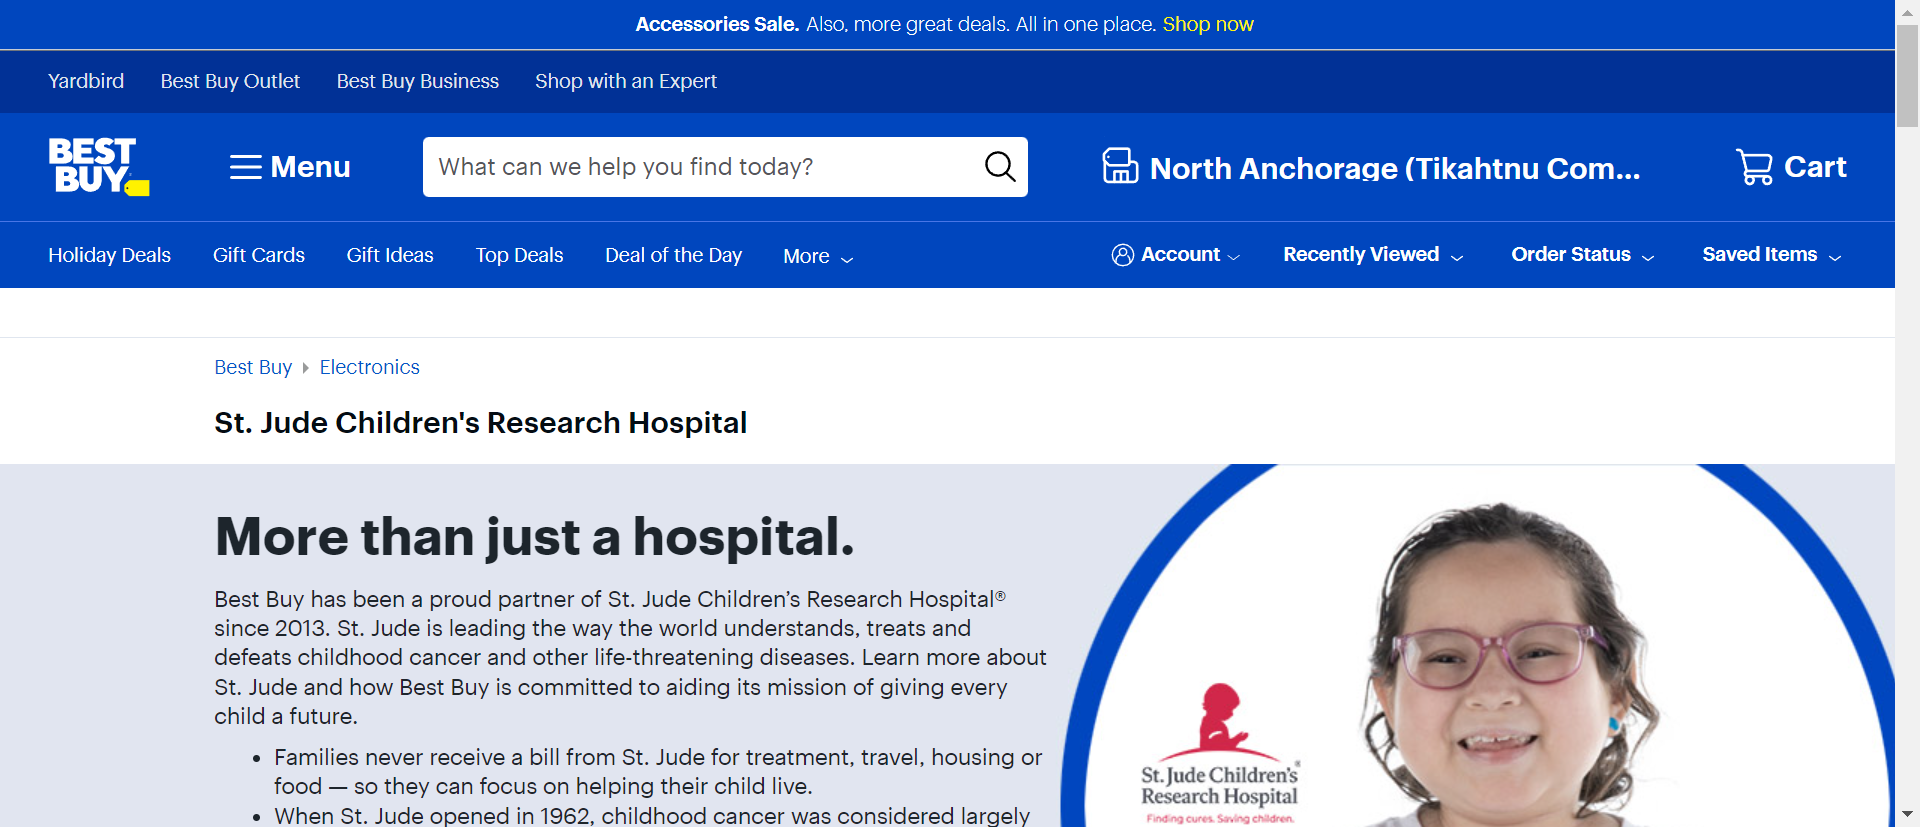 Accessories Sale. Also, more great deals. All in one place. Shop now
Yardbird Best Buy Outlet Best Buy Business Shop with an Expert
BEST
BUY
Menu
What can we help you find today?
North Anchorage (Tikahtnu Com...
Cart
Holiday Deals Gift Cards Gift Ideas Top Deals Deal of the Day More
Account Recently Viewed Order Status Saved Items
Best Buy Electronics
St. Jude Children's Research Hospital
More than just a hospital.
Best Buy has been a proud partner of St. Jude Children’s Research Hospital®
since 2013. St. Jude is leading the way the world understands, treats and
defeats childhood cancer and other life-threatening diseases. Learn more about
St. Jude and how Best Buy is committed to aiding its mission of giving every
child a future.
• Families never receive a bill from St. Jude for treatment, travel, housing or
food — so they can focus on helping their child live.
• When St. Jude opened in 1962, childhood cancer was considered largely
St. Jude Children's®
Research Hospital
Finding cures. Saving children.